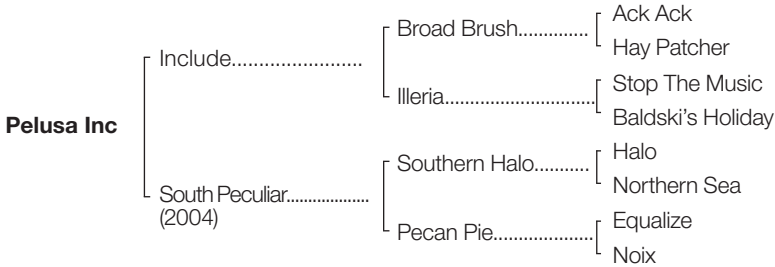 Ack Ack
Broad Brush..............
Hay Patcher
Include........................
Stop The Music
Illeria..............................
Baldski’s Holiday
Pelusa Inc
Halo
Southern Halo...........
Northern Sea
South Peculiar....................
(2004)
Equalize
Pecan Pie....................
Noix